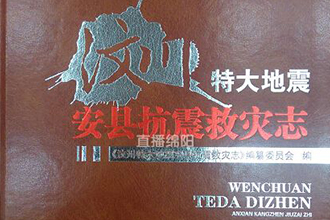 汶川
特大地震
安县抗震救灾志
直播绵阳
《汶川特大地震安县抗震救灾志》编纂委员会 编
WENCHUAN
TEDA DIZHEN
ANXIAN KANGZHEN JIUZAI ZHI